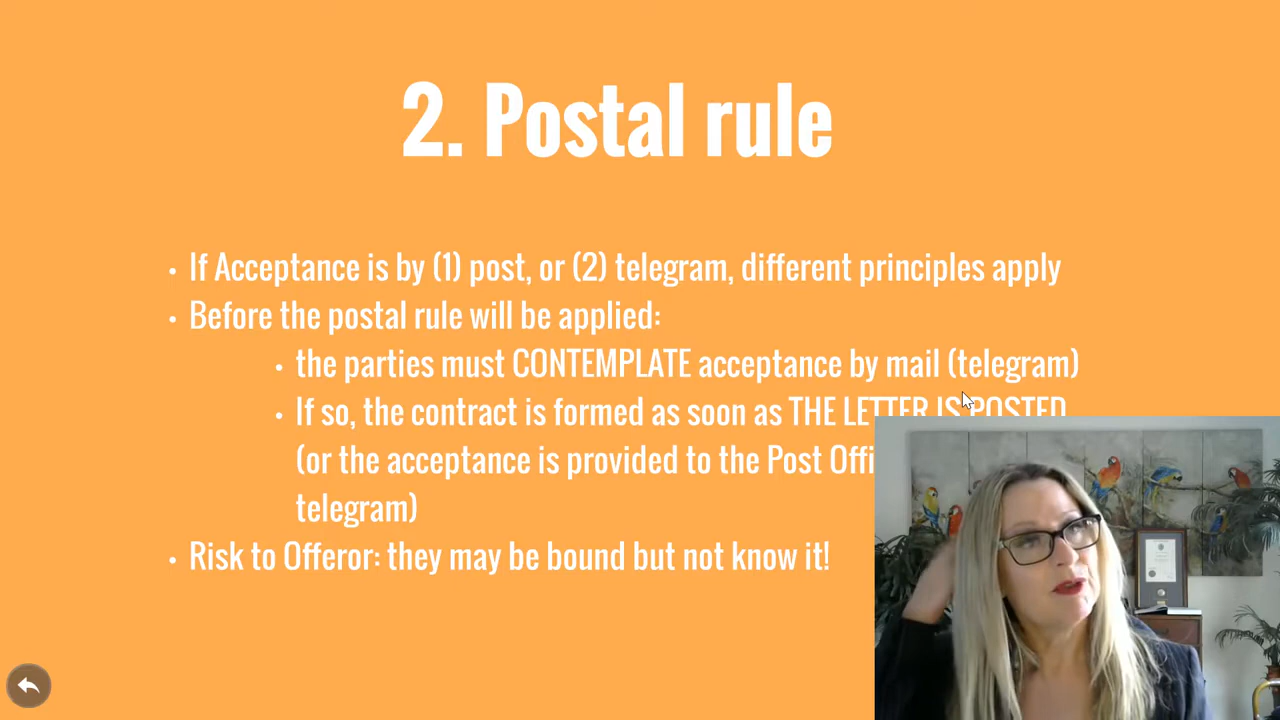 2. Postal rule
• If Acceptance is by (1) post, or (2) telegram, different principles apply
• Before the postal rule will be applied:
• the parties must CONTEMPLATE acceptance by mail (telegram)
• If so, the contract is formed as soon as THE LETTER IS POSTED
(or the acceptance is provided to the Post
telegram)
• Risk to Offeror: they may be bound but not know it!